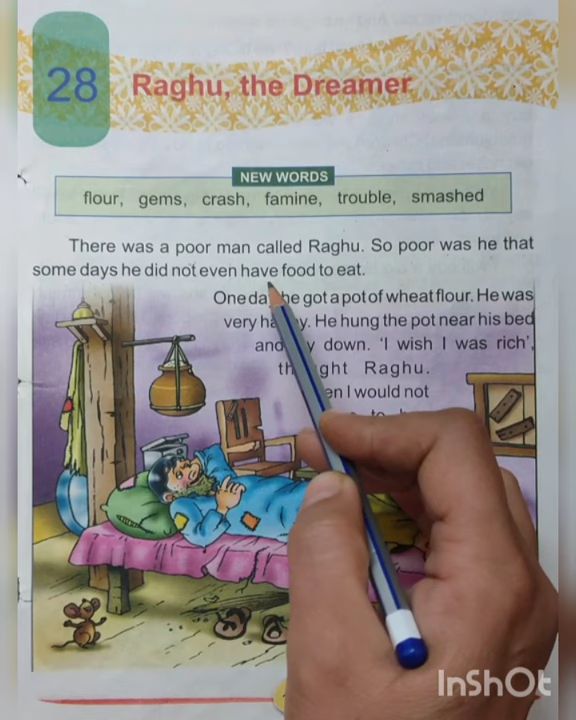 28
Raghu, the Dreamer
NEW WORDS
flour, gems, crash, famine, trouble, smashed
There was a poor man called Raghu. So poor was he that
some days he did not even have food to eat.
One he got a pot of wheat flour. He was
very. He hung the pot near his bed
and down. 'I wish I was rich',
Raghu.
I would not
InShOt